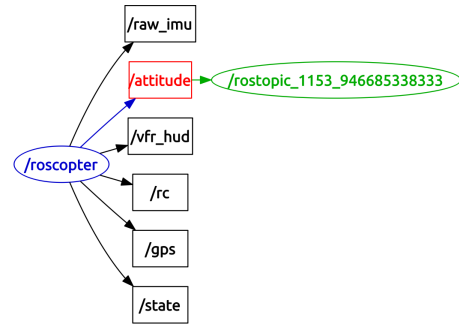 /raw_imu
/attitude
/rostopic_1153_946685338333
/vfr_hud
/roscopter
/rc
/gps
/state